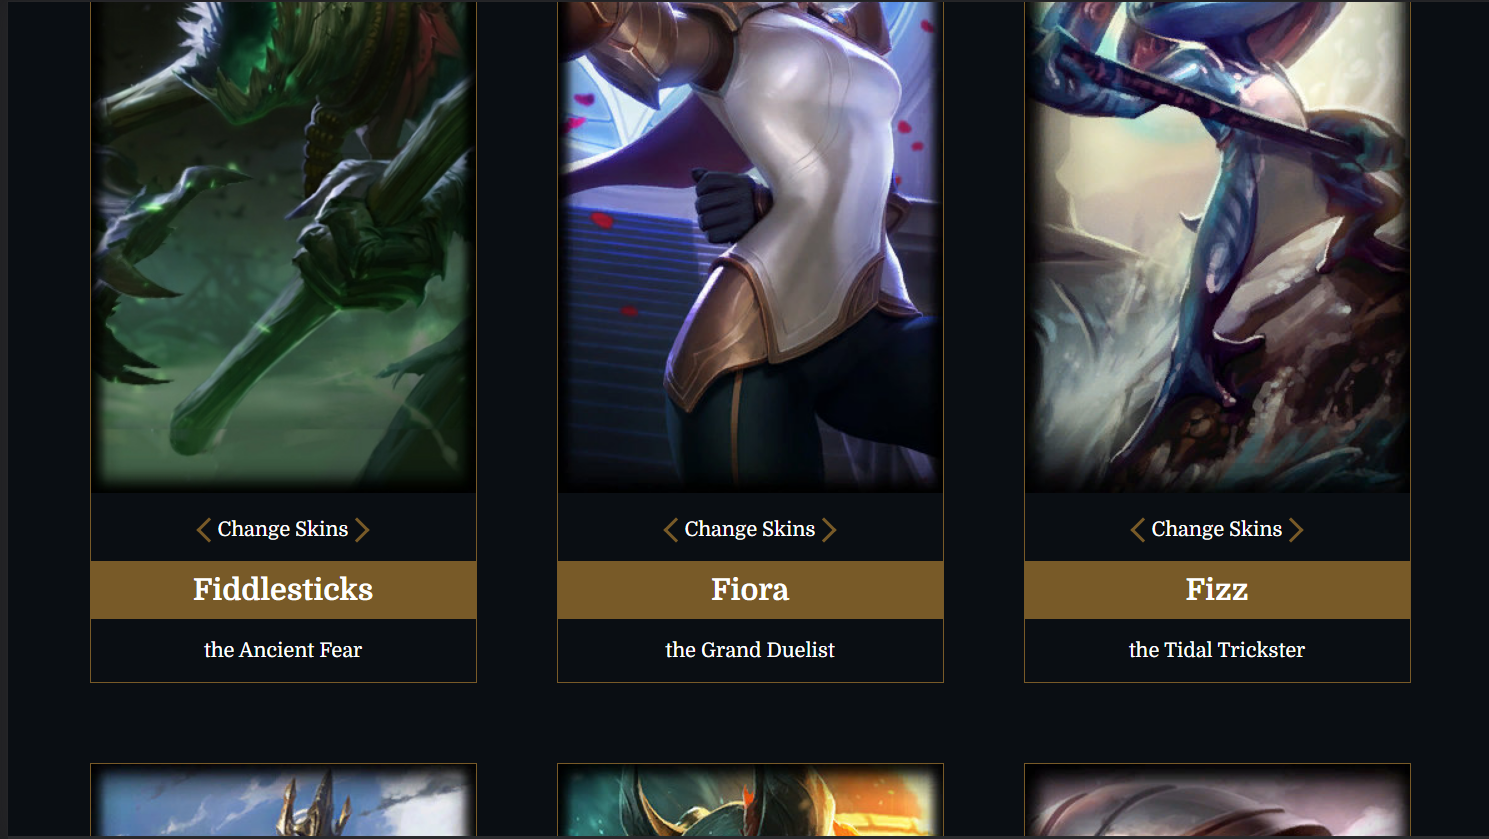 Change Skins
Change Skins
Change Skins
Fiddlesticks
Fiora
Fizz
the Ancient Fear
the Grand Duelist
the Tidal Trickster